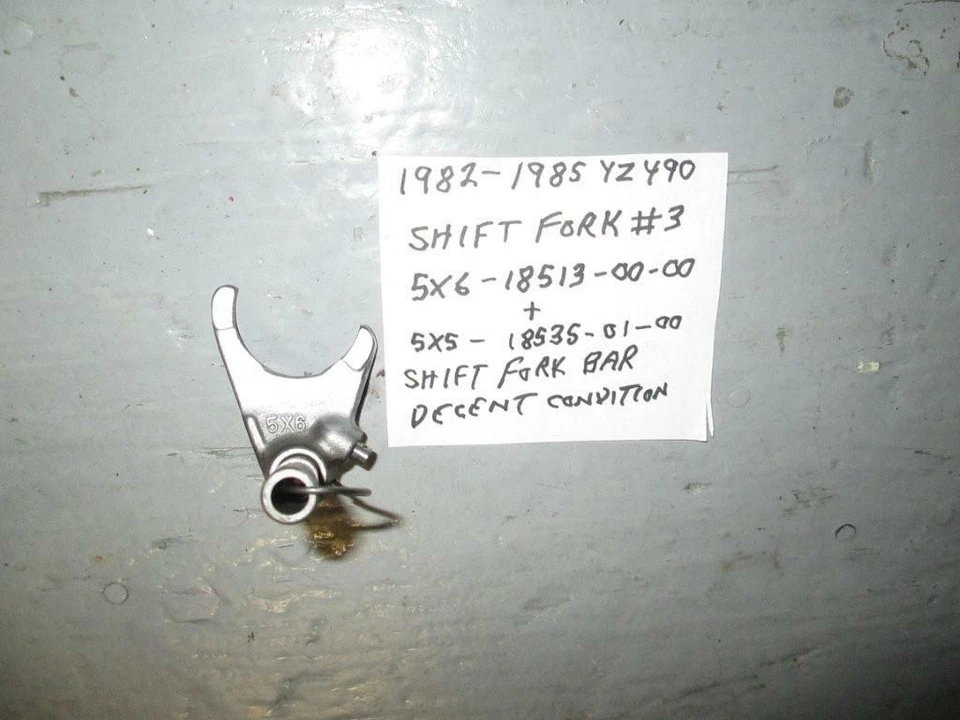 1982-1985 YZ490
SHIFT FORK #3
5X6-18513-00-00
+
5X5- 18535-01-00
SHIFT FORK BAR
DECENT CONDITION
5X6